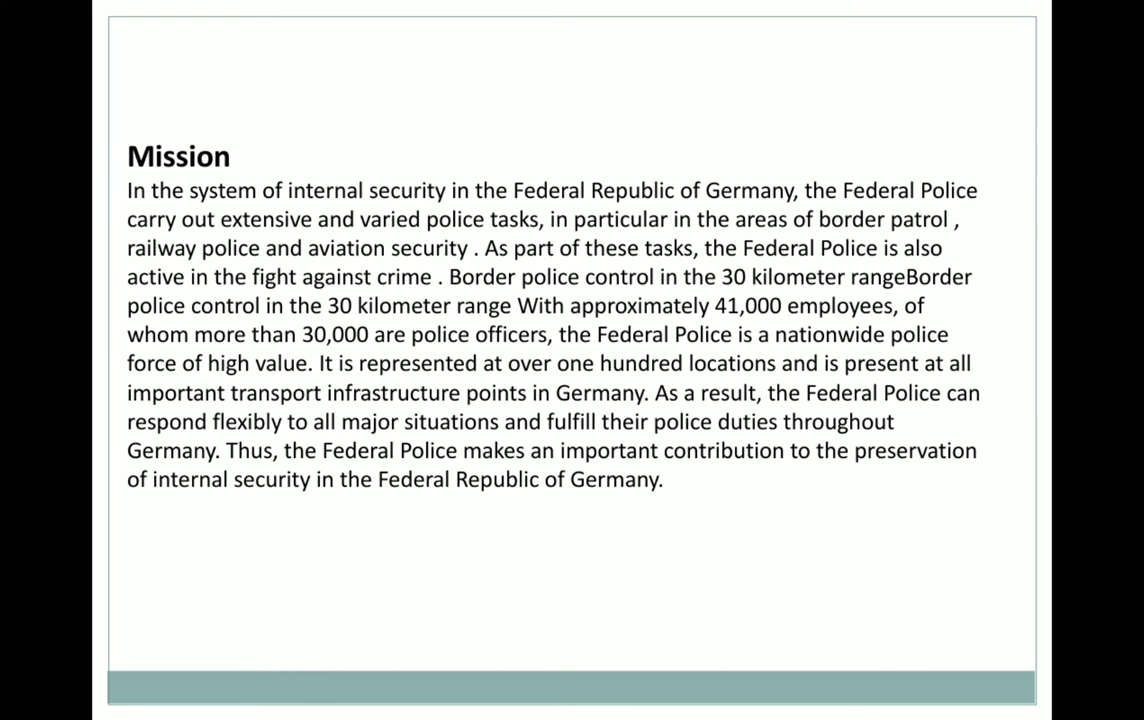 Mission
In the system of internal security in the Federal Republic of Germany, the Federal Police
carry out extensive and varied police tasks, in particular in the areas of border patrol ,
railway police and aviation security . As part of these tasks, the Federal Police is also
active in the fight against crime . Border police control in the 30 kilometer rangeBorder
police control in the 30 kilometer range With approximately 41,000 employees, of
whom more than 30,000 are police officers, the Federal Police is a nationwide police
force of high value. It is represented at over one hundred locations and is present at all
important transport infrastructure points in Germany. As a result, the Federal Police can
respond flexibly to all major situations and fulfill their police duties throughout
Germany. Thus, the Federal Police makes an important contribution to the preservation
of internal security in the Federal Republic of Germany.